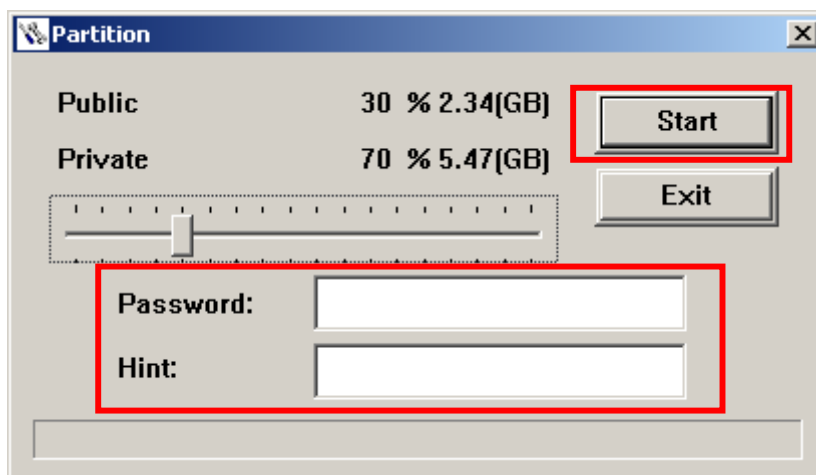 Partition
Public 30 % 2.34(GB)
Start
Private 70 % 5.47(GB)
Exit
Password:
Hint: